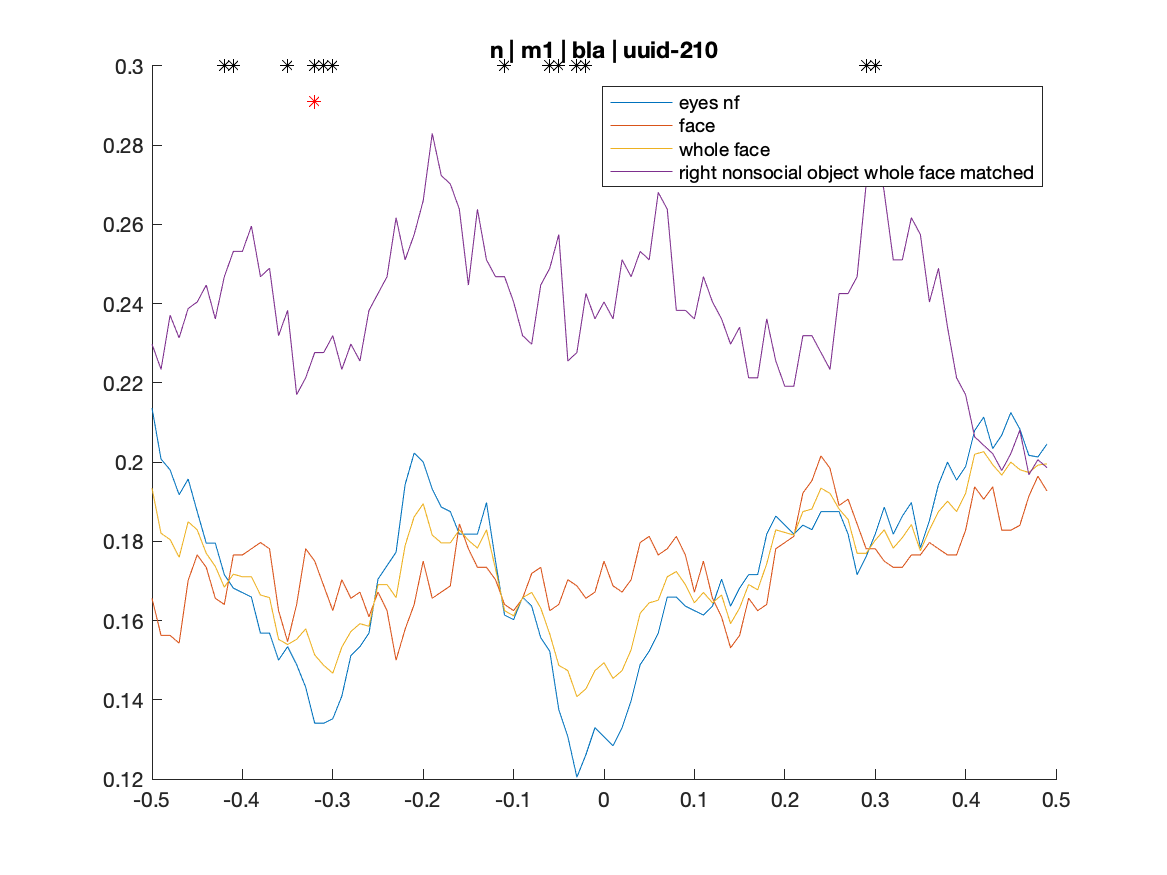 n | m1 | bla | uuid-210
0.3
0.28
0.26
0.24
0.22
0.2
0.18
0.16
0.14
0.12
eyes nf
face
whole face
right nonsocial object whole face matched
-0.5 -0.4 -0.3 -0.2 -0.1 0 0.1 0.2 0.3 0.4 0.5